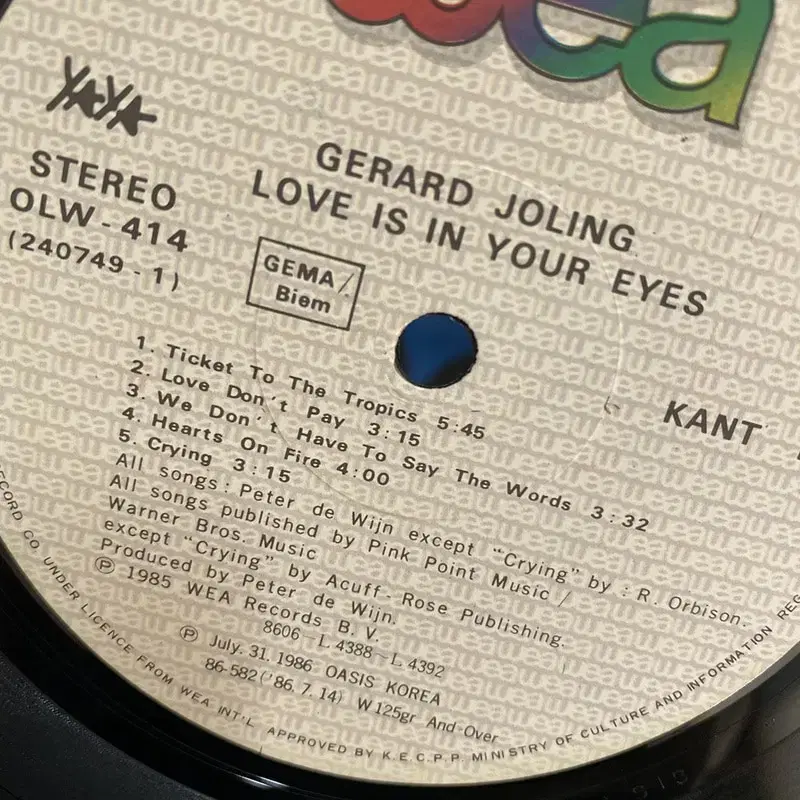 wea
YAYA
STEREO
OLW-414
(240749-1)
GERARD JOLING
LOVE IS IN YOUR EYES
GEMA/
Biem
KANT
1. Ticket To The Tropics 5:45
2. Love Don't Pay 3:15
3. We Don't Have To Say The Words 3:32
4. Hearts On Fire 4:00
5. Crying 3:15
All songs: Peter de Wijn except "Crying" by : R. Orbison.
All songs published by Pink Point Music /
Warner Bros. Music
except "Crying" by Acuff-Rose Publishing.
Produced by Peter de Wijn.
℗ 1985 WEA Records B. V.
8606-L. 4388-L. 4392
℗ July. 31. 1986 OASIS KOREA
86-582('86. 7. 14) W125gr And Over
RECORD CO. UNDER LICENCE FROM WEA INT'L. APPROVED BY K.E.C.P.P. MINISTRY OF CULTURE AND INFORMATION REG